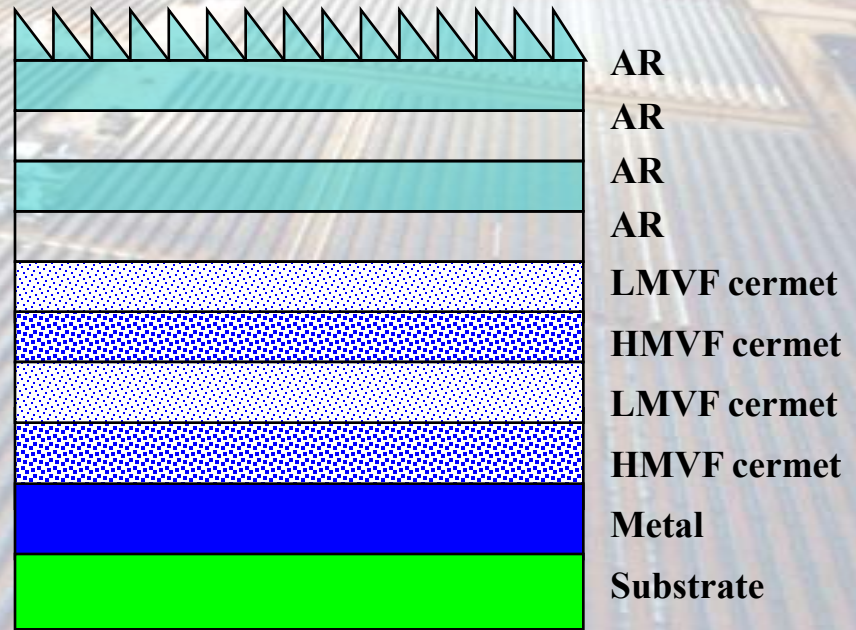 AR
AR
AR
AR
LMVF cermet
HMVF cermet
LMVF cermet
HMVF cermet
Metal
Substrate